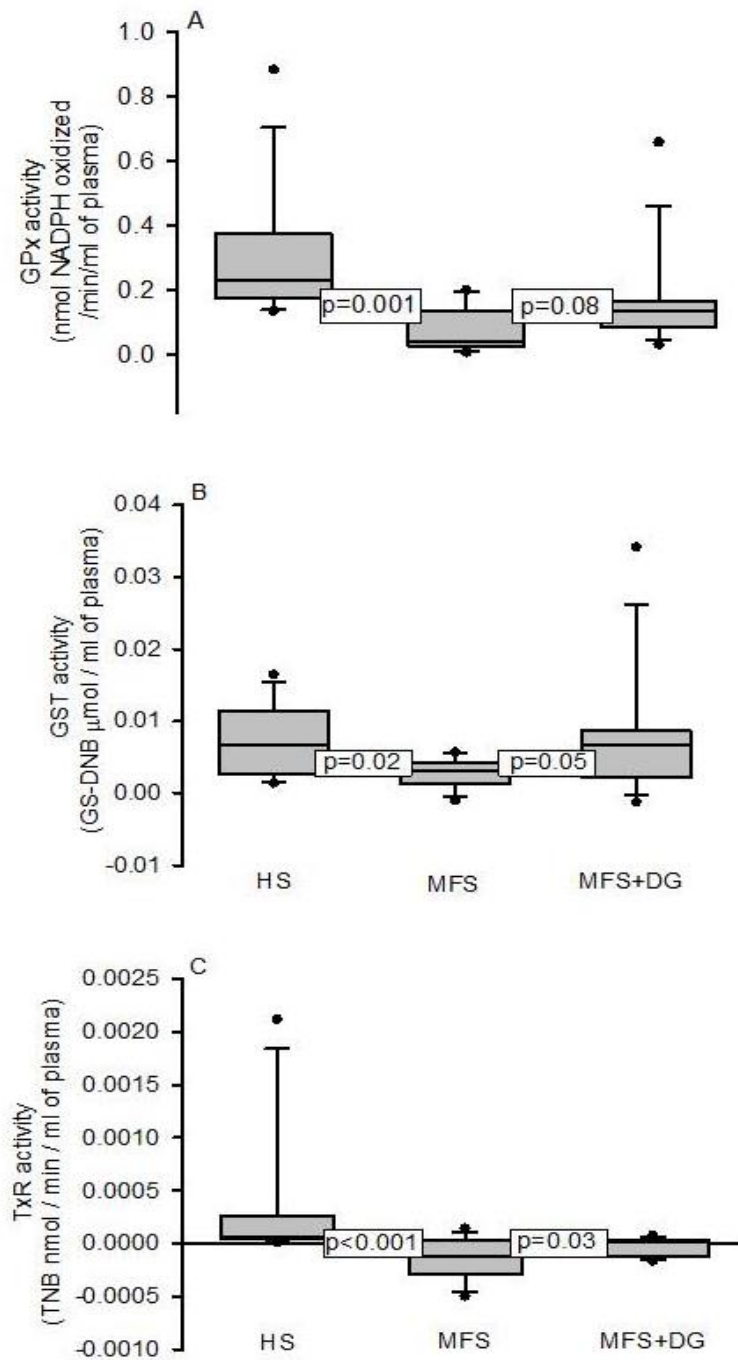 A
1.0
0.8
0.6
0.4
0.2
0.0
GPx activity
(nmol NADPH oxidized
/min/ml of plasma)
p=0.001
p=0.08
B
0.04
0.03
0.02
0.01
0.00
-0.01
GST activity
(GS-DNB μmol / ml of plasma)
p=0.02
p=0.05
HS
MFS
MFS+DG
C
0.0025
0.0020
0.0015
0.0010
0.0005
0.0000
-0.0005
-0.0010
TxR activity
(TNB nmol / min / ml of plasma)
p<0.001
p=0.03
HS
MFS
MFS+DG